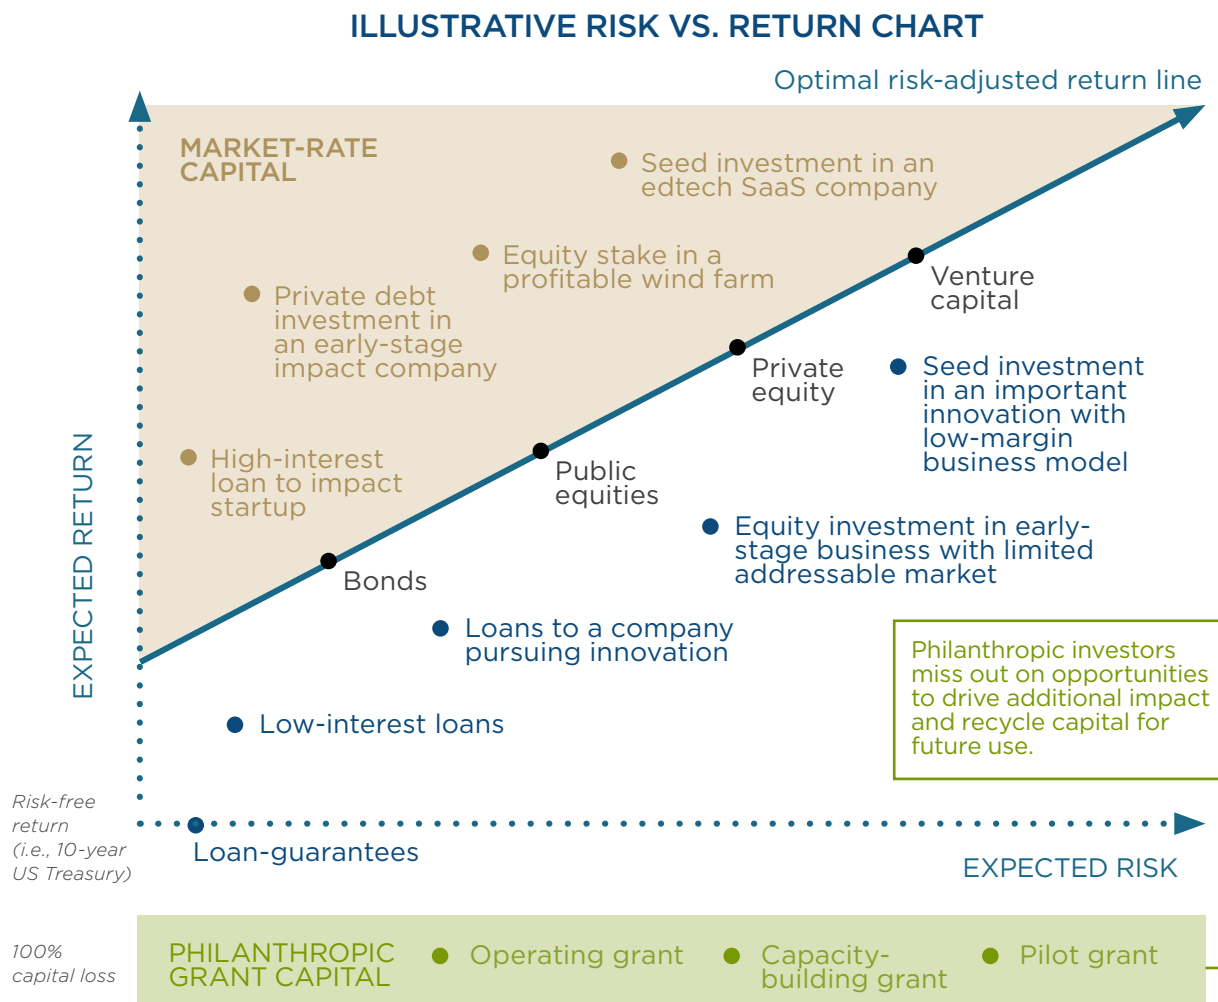 ILLUSTRATIVE RISK VS. RETURN CHART
Optimal risk-adjusted return line
MARKET-RATE
CAPITAL
Seed investment in an
edtech SaaS company
Equity stake in a
profitable wind farm
Private debt
investment in
an early-stage
impact company
Venture
capital
Private
equity
Seed investment
in an important
innovation with
low-margin
business model
High-interest
loan to impact
startup
Public
equities
Equity investment in early-
stage business with limited
addressable market
Bonds
Loans to a company
pursuing innovation
Low-interest loans
EXPECTED RETURN
Philanthropic investors
miss out on opportunities
to drive additional impact
and recycle capital for
future use.
Risk-free
return
(i.e., 10-year
US Treasury)
Loan-guarantees
EXPECTED RISK
100%
capital loss
PHILANTHROPIC
GRANT CAPITAL
Operating grant
Capacity-
building grant
Pilot grant